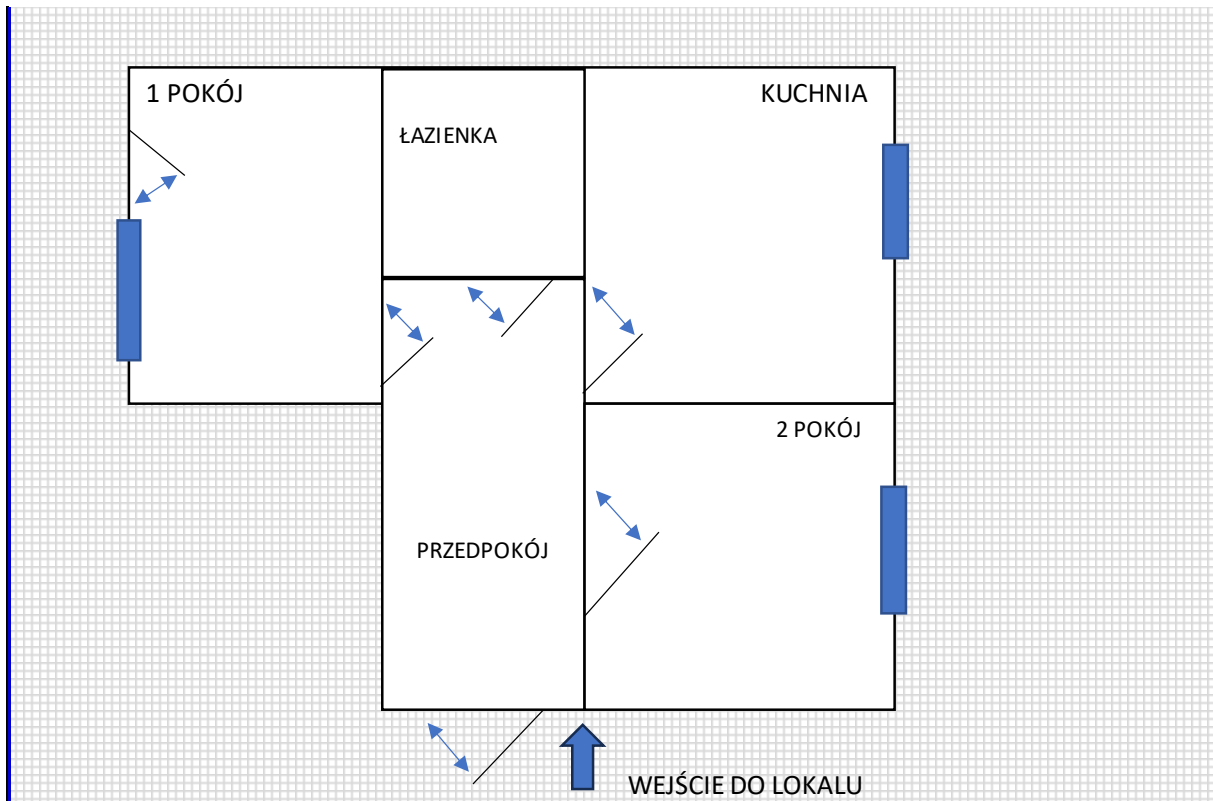 1 POKÓJ
KUCHNIA
ŁAZIENKA
2 POKÓJ
PRZEDPOKÓJ
WEJŚCIE DO LOKALU